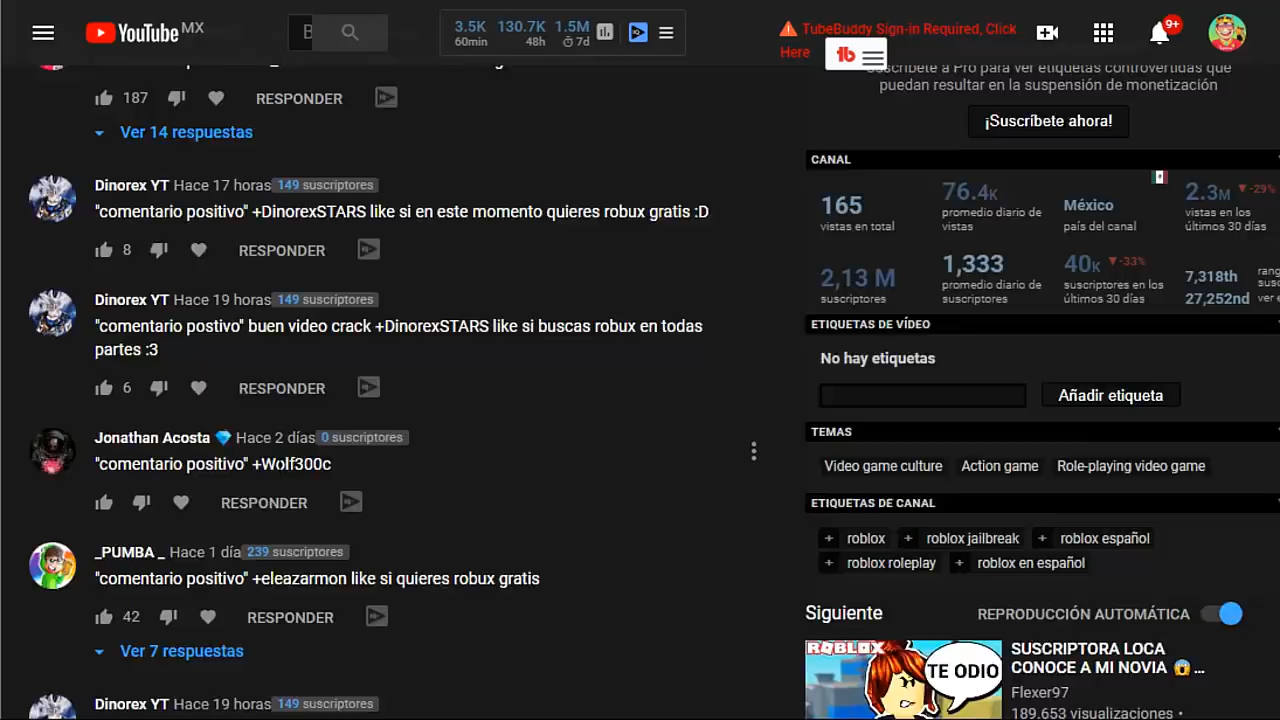 YouTube MX
3.5K 130.7K 1.5M
60min 48h 7d
TubeBuddy Sign-in Required, Click
Here
tb
9+
187 RESPONDER
Ver 14 respuestas
Dinorex YT Hace 17 horas 149 suscriptores
"comentario positivo" +DinorexSTARS like si en este momento quieres robux gratis :D
8 RESPONDER
Dinorex YT Hace 19 horas 149 suscriptores
"comentario postivo" buen video crack +DinorexSTARS like si buscas robux en todas
partes :3
6 RESPONDER
Jonathan Acosta 💎 Hace 2 días 0 suscriptores
"comentario positivo" +Wolf300c
RESPONDER
_PUMBA _ Hace 1 día 239 suscriptores
"comentario positivo" +eleazarmon like si quieres robux gratis
42 RESPONDER
Ver 7 respuestas
Dinorex YT Hace 19 horas 149 suscriptores
Suscríbete a Pro para ver etiquetas controvertidas que
puedan resultar en la suspensión de monetización
¡Suscríbete ahora!
CANAL
165
vistas en total
76.4K
promedio diario de
vistas
México
país del canal
2.3M -29%
vistas en los
últimos 30 días
2,13 M
suscriptores
1,333
promedio diario de
suscriptores
40K -33%
suscriptores en los
últimos 30 días
7,318th
27,252nd
ETIQUETAS DE VÍDEO
No hay etiquetas
Añadir etiqueta
TEMAS
Video game culture Action game Role-playing video game
ETIQUETAS DE CANAL
+ roblox + roblox jailbreak + roblox español
+ roblox roleplay + roblox en español
Siguiente REPRODUCCIÓN AUTOMÁTICA
ROBLOX
TE ODIO
SUSCRIPTORA LOCA
CONOCE A MI NOVIA 😱...
Flexer97
189.653 visualizaciones •